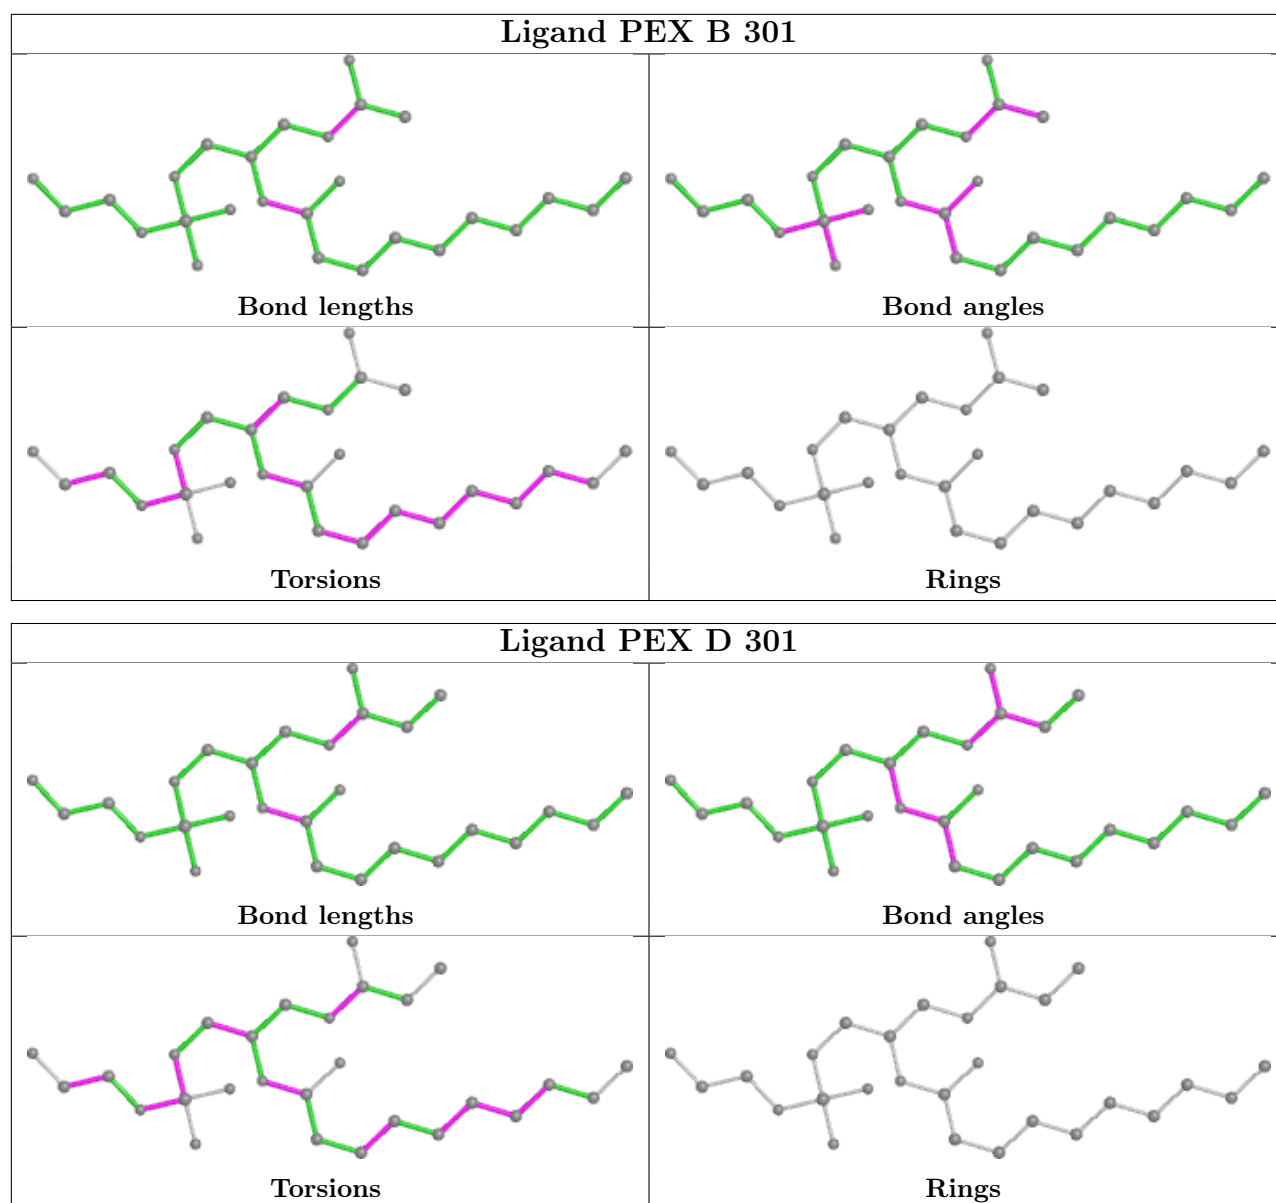 Ligand PEX B 301
Bond lengths
Bond angles
Torsions
Rings
Ligand PEX D 301
Bond lengths
Bond angles
Torsions
Rings